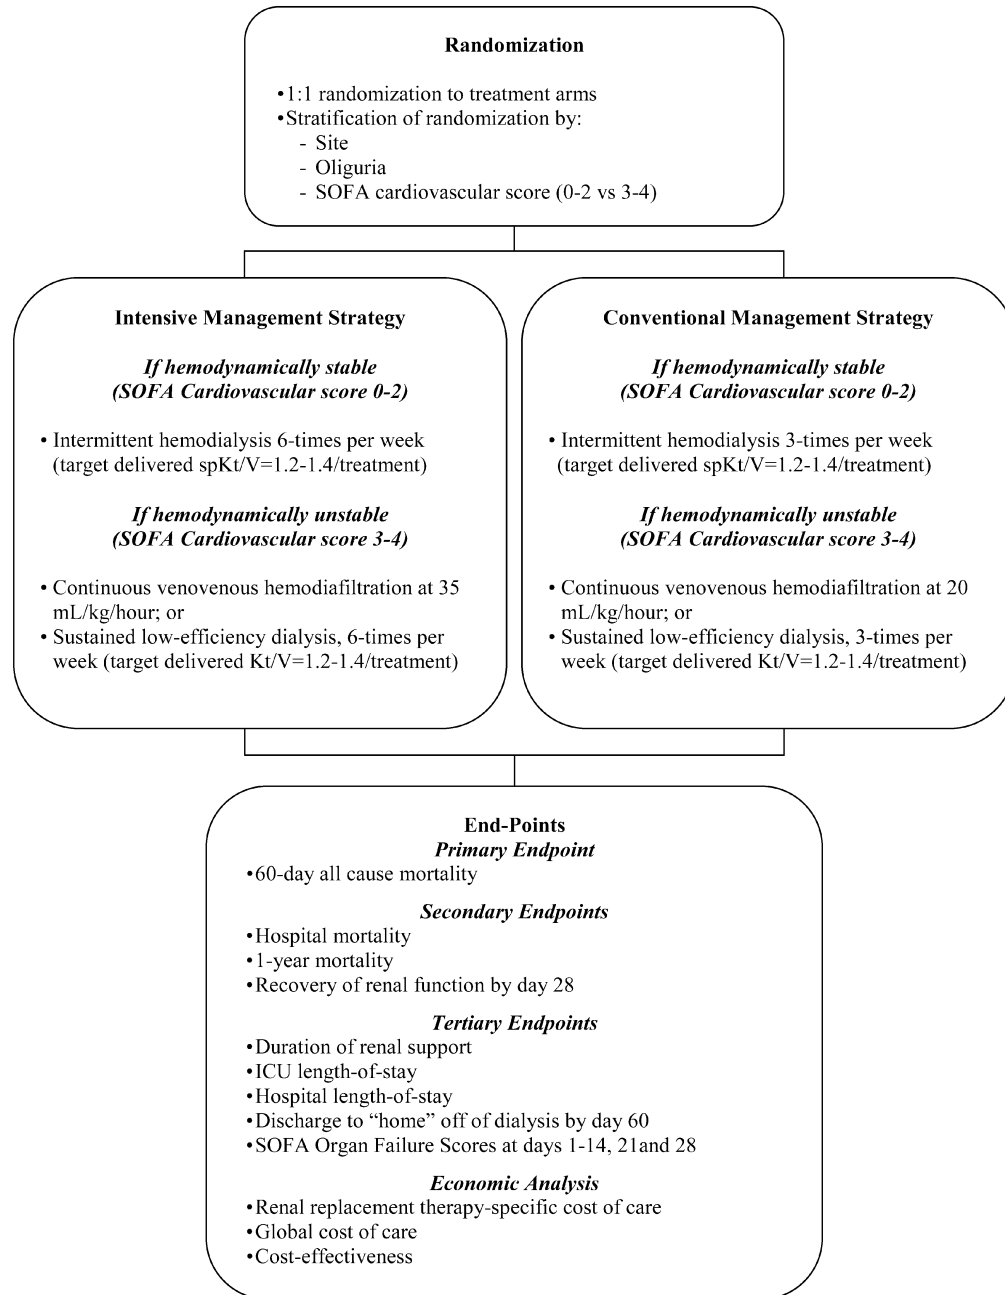 Randomization
•1:1 randomization to treatment arms
•Stratification of randomization by:
- Site
- Oliguria
- SOFA cardiovascular score (0-2 vs 3-4)
Intensive Management Strategy
If hemodynamically stable
(SOFA Cardiovascular score 0-2)
• Intermittent hemodialysis 6-times per week
(target delivered spKt/V=1.2-1.4/treatment)
If hemodynamically unstable
(SOFA Cardiovascular score 3-4)
• Continuous venovenous hemodiafiltration at 35
mL/kg/hour; or
• Sustained low-efficiency dialysis, 6-times per
week (target delivered Kt/V=1.2-1.4/treatment)
Conventional Management Strategy
If hemodynamically stable
(SOFA Cardiovascular score 0-2)
• Intermittent hemodialysis 3-times per week
(target delivered spKt/V=1.2-1.4/treatment)
If hemodynamically unstable
(SOFA Cardiovascular score 3-4)
• Continuous venovenous hemodiafiltration at 20
mL/kg/hour; or
• Sustained low-efficiency dialysis, 3-times per
week (target delivered Kt/V=1.2-1.4/treatment)
End-Points
Primary Endpoint
•60-day all cause mortality
Secondary Endpoints
•Hospital mortality
•1-year mortality
•Recovery of renal function by day 28
Tertiary Endpoints
•Duration of renal support
•ICU length-of-stay
•Hospital length-of-stay
•Discharge to “home” off of dialysis by day 60
•SOFA Organ Failure Scores at days 1-14, 21and 28
Economic Analysis
•Renal replacement therapy-specific cost of care
•Global cost of care
•Cost-effectiveness